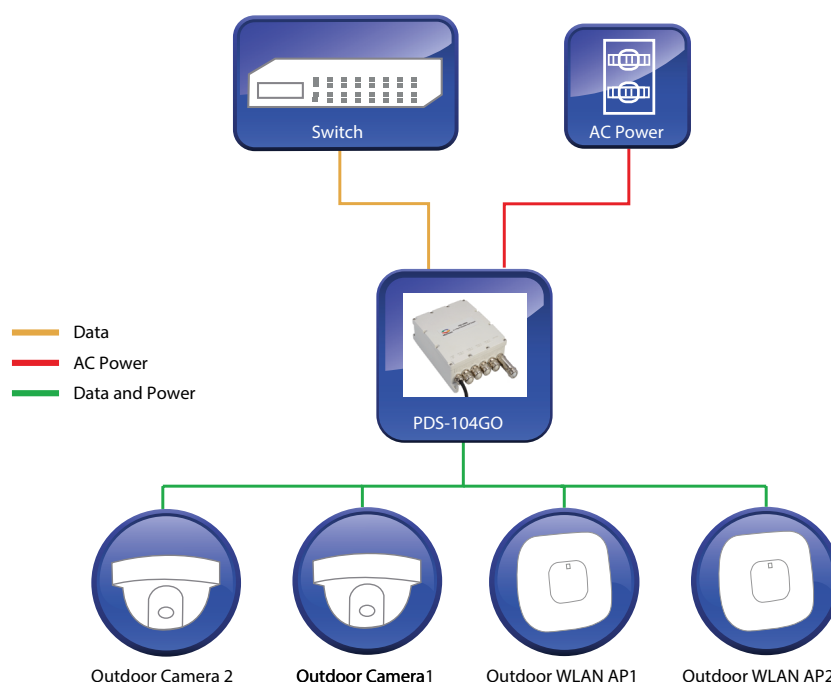 Switch
AC Power
Data
AC Power
Data and Power
PDS-104GO
Outdoor Camera 2
Outdoor Camera1
Outdoor WLAN AP1
Outdoor WLAN AP2